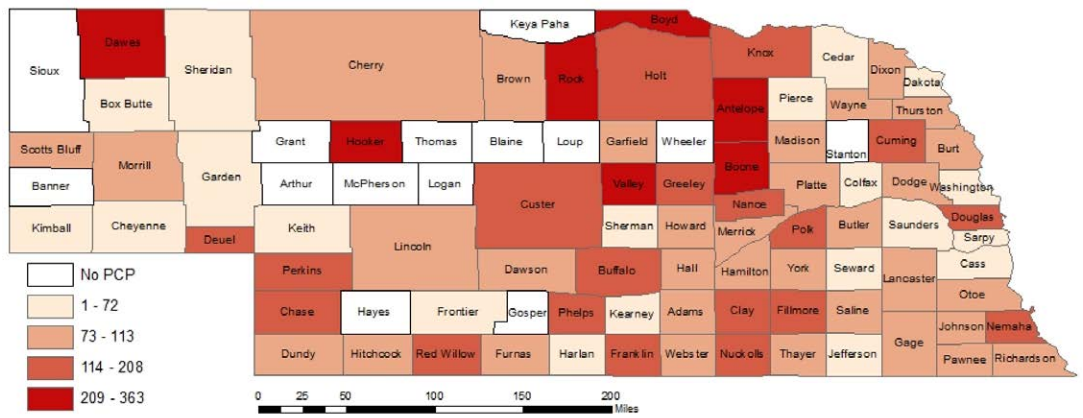 Keya Paha Boyd
Dawes Knox
Sioux Sheridan Cherry Brown Rock Holt Cedar Dixon
Box Butte Antelope Pierce Wayne Dakota
Thurston
Scotts Bluff Morrill Grant Hooker Thomas Blaine Loup Garfield Wheeler Madison Stanton Cuming Burt
Banner Garden Arthur McPherson Logan Custer Valley Greeley Boone Platte Colfax Dodge Washington
Nance
Kimball Cheyenne Deuel Keith Lincoln Sherman Howard Merrick Polk Butler Saunders Douglas
Sarpy
Perkins Dawson Buffalo Hall Hamilton York Seward Lancaster Cass
Otoe
Chase Hayes Frontier Gosper Phelps Kearney Adams Clay Fillmore Saline
Johnson Nemaha
Dundy Hitchcock Red Willow Furnas Harlan Franklin Webster Nuckolls Thayer Jefferson Gage Pawnee Richardson
No PCP
1 - 72
73 - 113
114 - 208
209 - 363
0 50 100 150 200
Miles